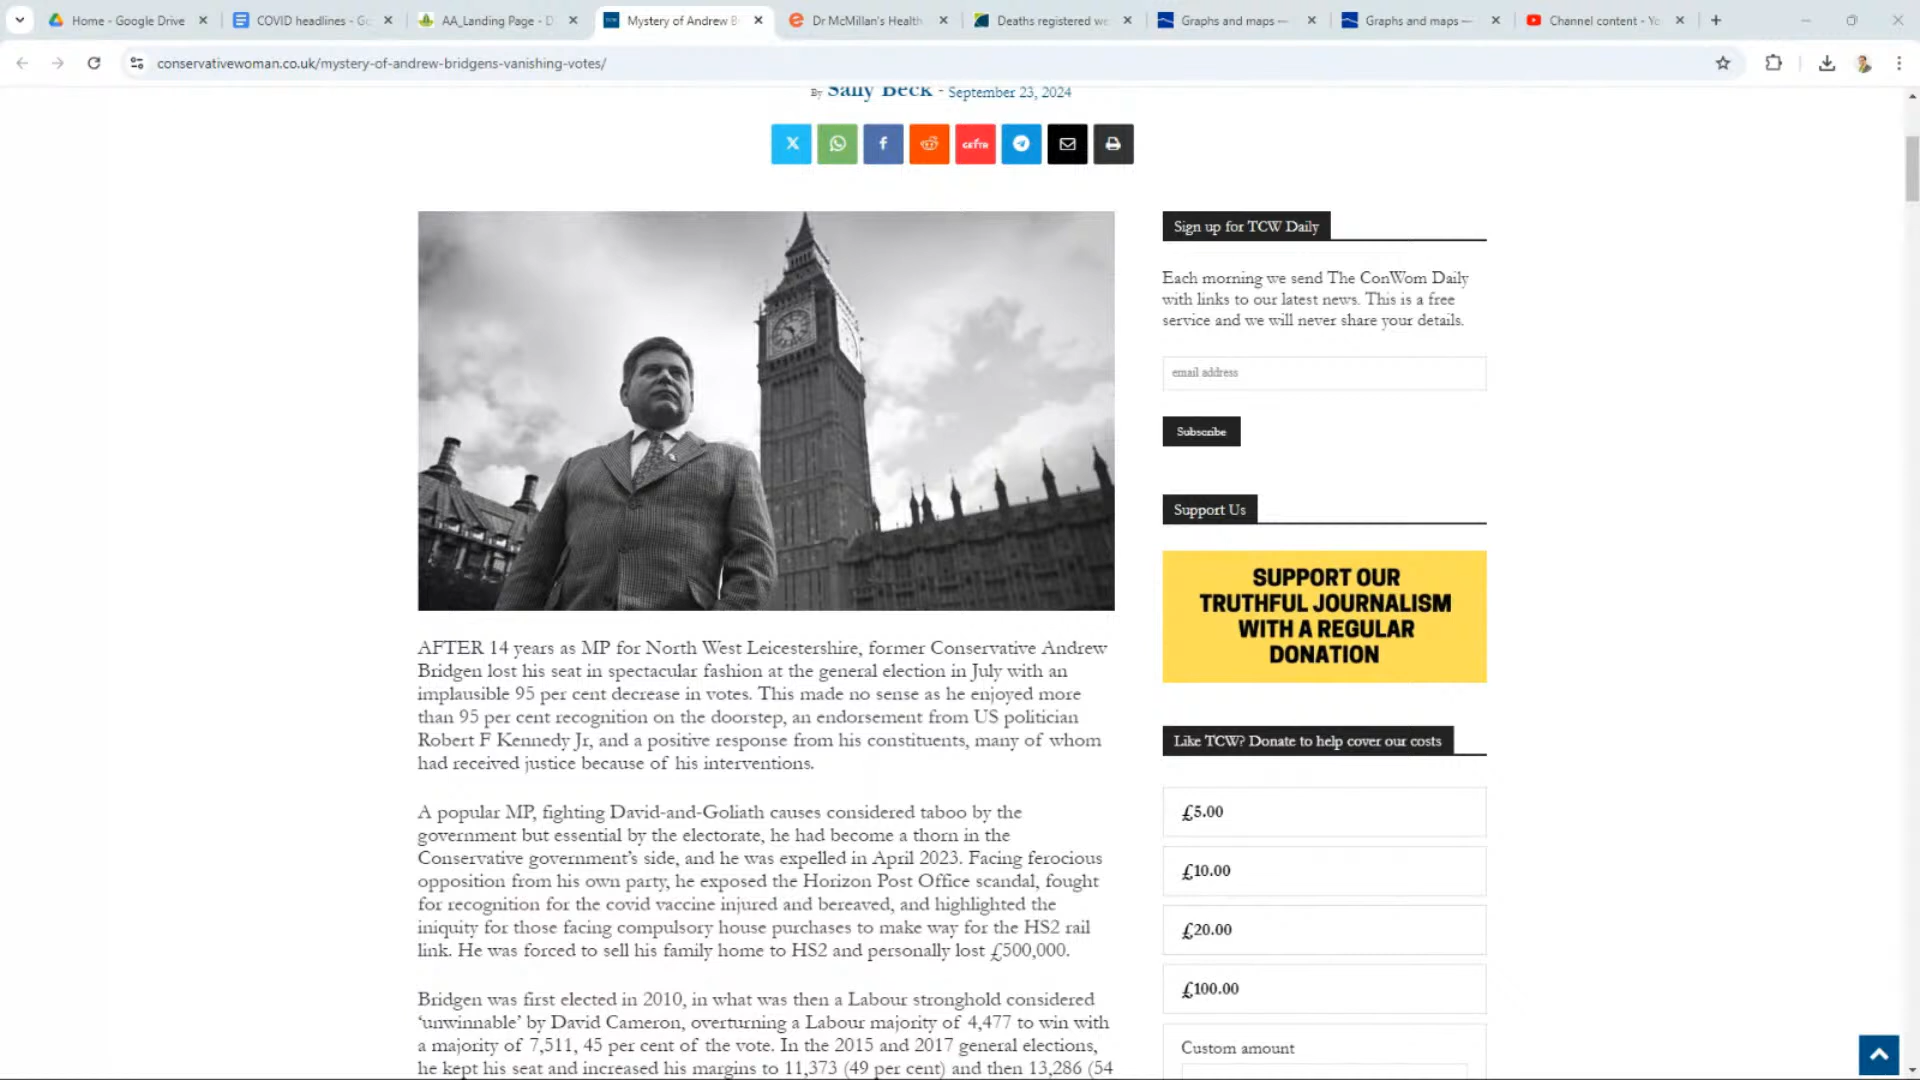 Home - Google Drive
COVID headlines - Go
AA_Landing Page - D
Mystery of Andrew B
Dr McMillan's Health
Deaths registered we
Graphs and maps —
Graphs and maps —
Channel content - Yo
conservativewoman.co.uk/mystery-of-andrew-bridgens-vanishing-votes/
By Sally Beck - September 23, 2024
GETTR
AFTER 14 years as MP for North West Leicestershire, former Conservative Andrew
Bridgen lost his seat in spectacular fashion at the general election in July with an
implausible 95 per cent decrease in votes. This made no sense as he enjoyed more
than 95 per cent recognition on the doorstep, an endorsement from US politician
Robert F Kennedy Jr, and a positive response from his constituents, many of whom
had received justice because of his interventions.
A popular MP, fighting David-and-Goliath causes considered taboo by the
government but essential by the electorate, he had become a thorn in the
Conservative government's side, and he was expelled in April 2023. Facing ferocious
opposition from his own party, he exposed the Horizon Post Office scandal, fought
for recognition for the covid vaccine injured and bereaved, and highlighted the
iniquity for those facing compulsory house purchases to make way for the HS2 rail
link. He was forced to sell his family home to HS2 and personally lost £500,000.
Bridgen was first elected in 2010, in what was then a Labour stronghold considered
'unwinnable' by David Cameron, overturning a Labour majority of 4,477 to win with
a majority of 7,511, 45 per cent of the vote. In the 2015 and 2017 general elections,
he kept his seat and increased his margins to 11,373 (49 per cent) and then 13,286 (54
Sign up for TCW Daily
Each morning we send The ConWom Daily
with links to our latest news. This is a free
service and we will never share your details.
email address
Subscribe
Support Us
SUPPORT OUR
TRUTHFUL JOURNALISM
WITH A REGULAR
DONATION
Like TCW? Donate to help cover our costs
£5.00
£10.00
£20.00
£100.00
Custom amount